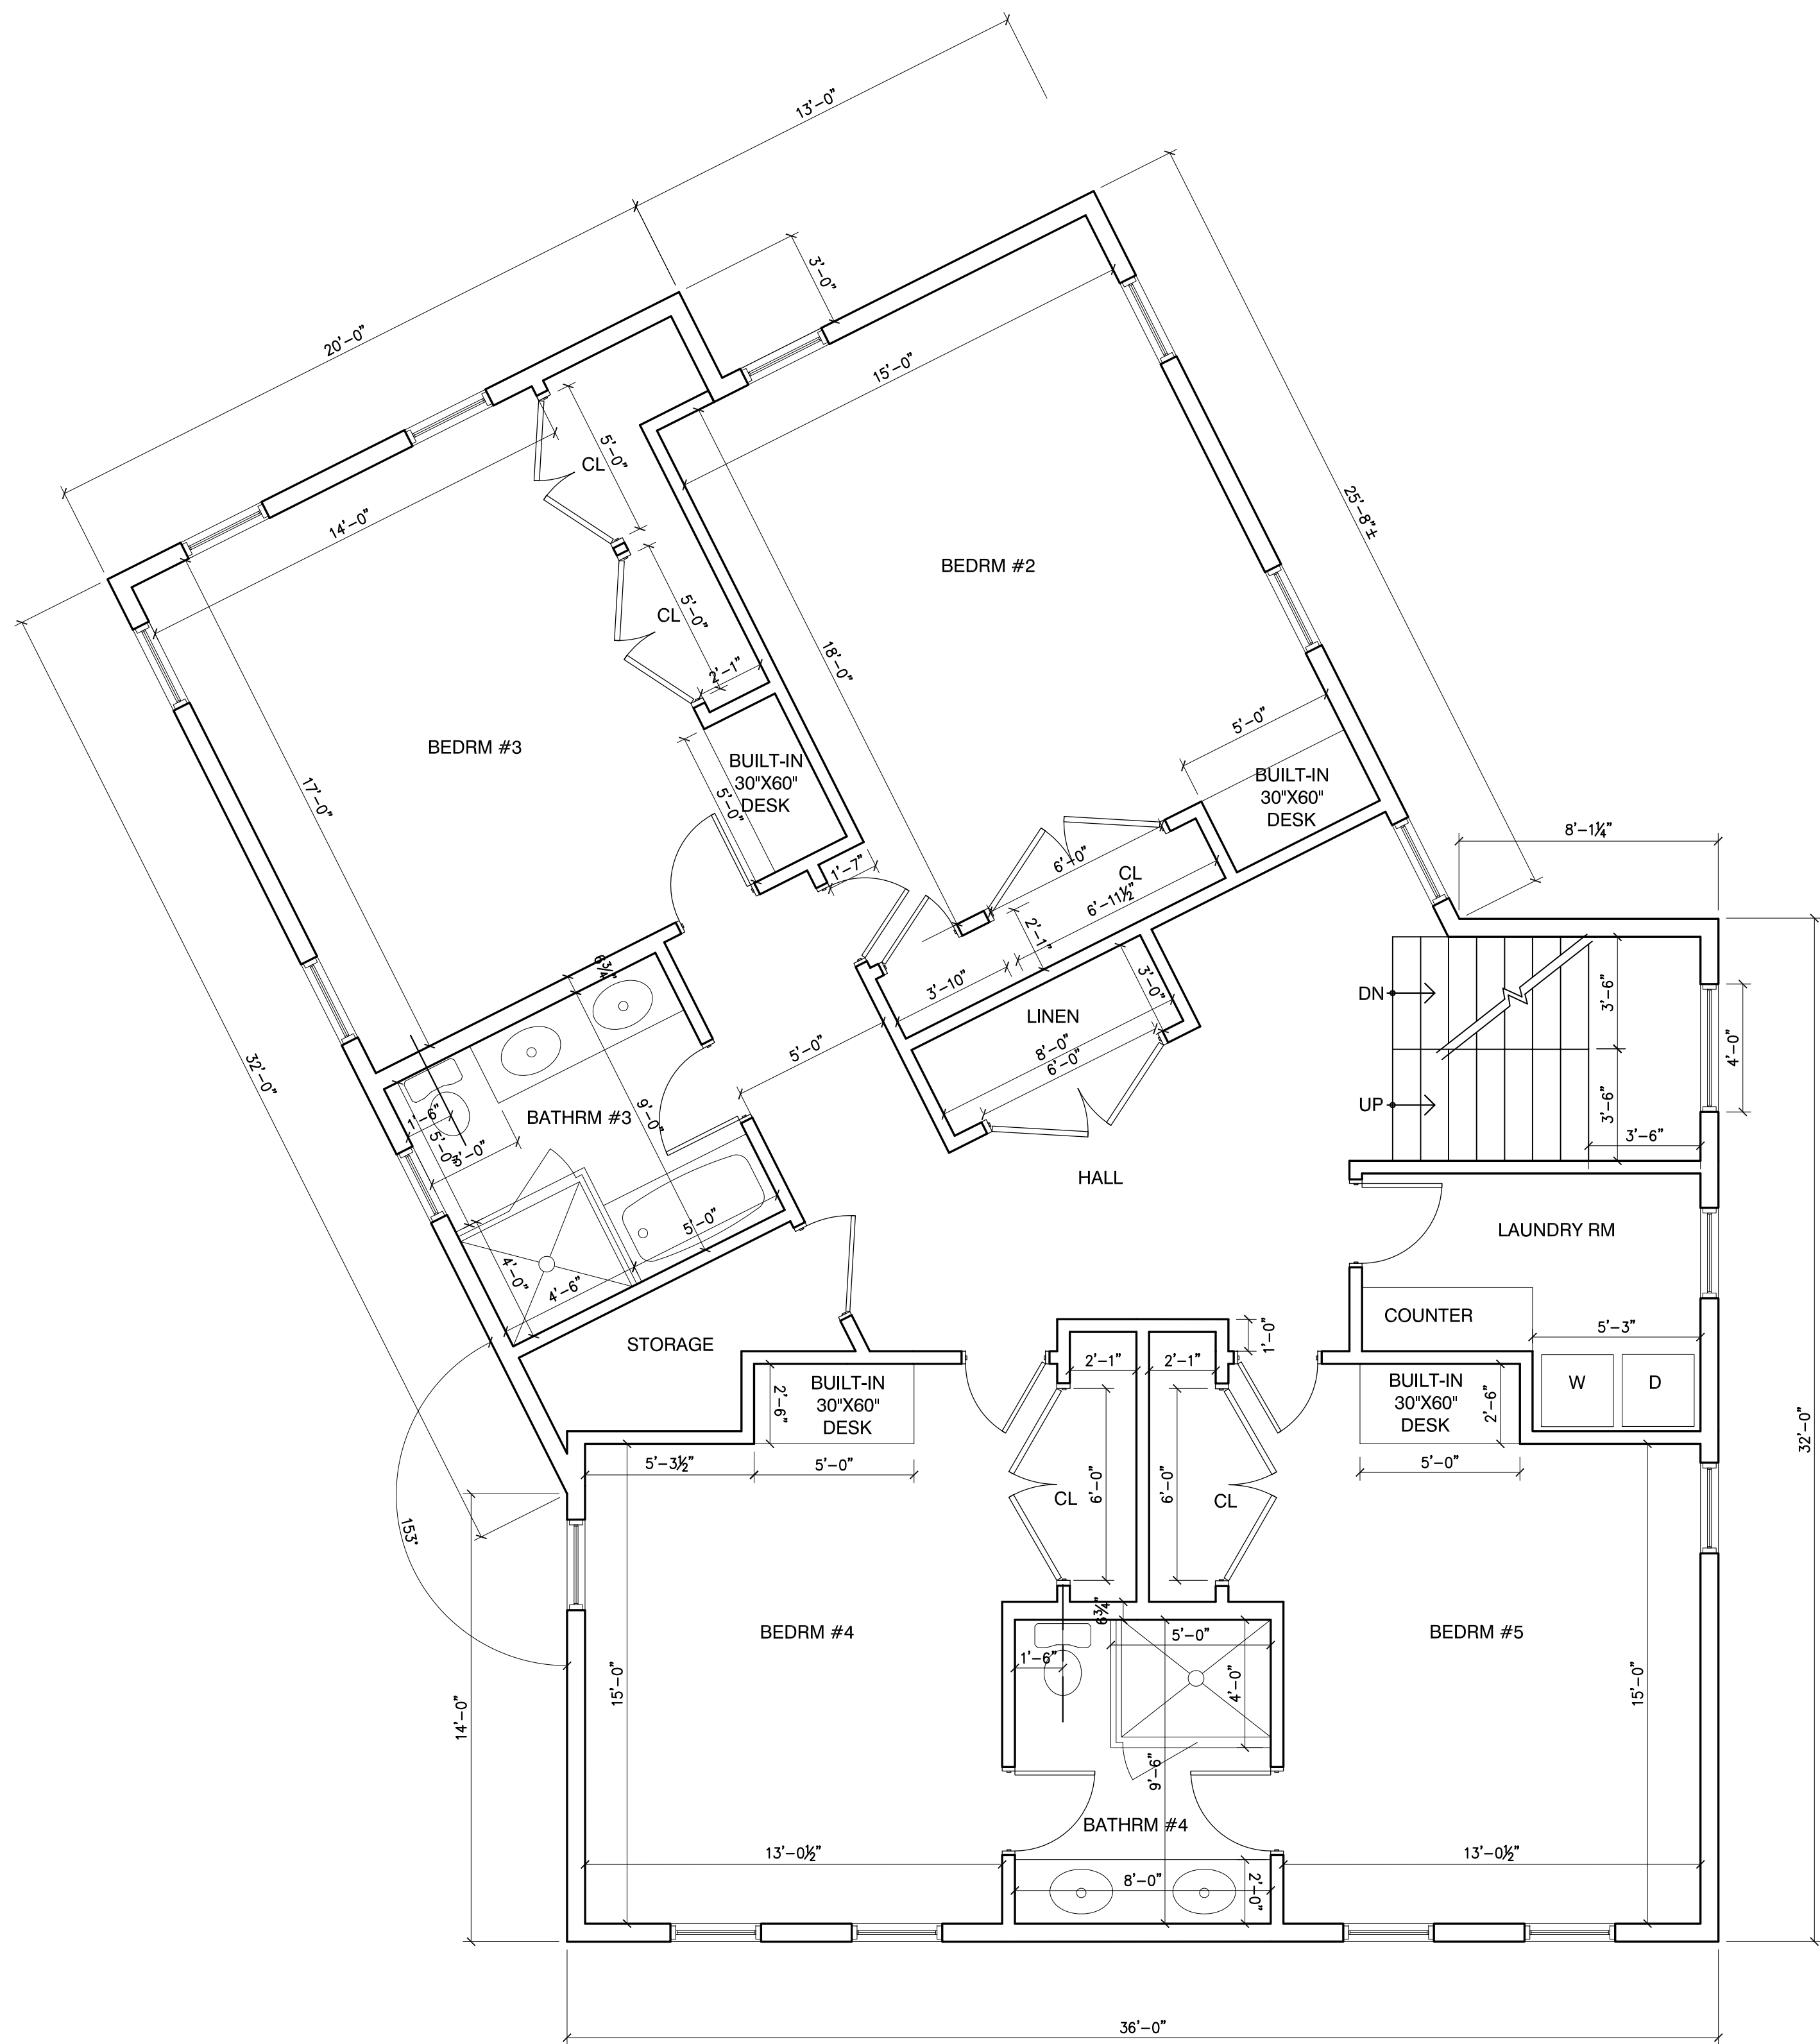 13'-0"
3'-0"
20'-0"
15'-0"
5'-0"
CL
14'-0"
25'-8"±
BEDRM #2
5'-0"
CL
18'-0"
2'-1"
5'-0"
BEDRM #3
BUILT-IN
30"X60"
DESK
BUILT-IN
30"X60"
DESK
17'-0"
5'-0"
8'-1¼"
6'-0"
1'-7"
CL
6'-11½"
2'-1"
6¾"
3'-10"
3'-0"
DN
3'-6"
LINEN
5'-0"
8'-0"
6'-0"
4'-0"
32'-0"
1'-6"
BATHRM #3
9'-0"
UP
3'-6"
5'-0"
3'-0"
3'-6"
HALL
5'-0"
LAUNDRY RM
4'-0"
4'-6"
COUNTER
STORAGE
1'-0"
5'-3"
2'-1"
2'-1"
BUILT-IN
30"X60"
DESK
2'-6"
BUILT-IN
30"X60"
DESK
2'-6"
W
D
32'-0"
5'-3½"
5'-0"
5'-0"
6'-0"
6'-0"
CL
CL
153°
6¾"
BEDRM #4
BEDRM #5
5'-0"
1'-6"
15'-0"
4'-0"
15'-0"
14'-0"
9'-6"
BATHRM #4
13'-0½"
13'-0½"
8'-0"
2'-0"
36'-0"